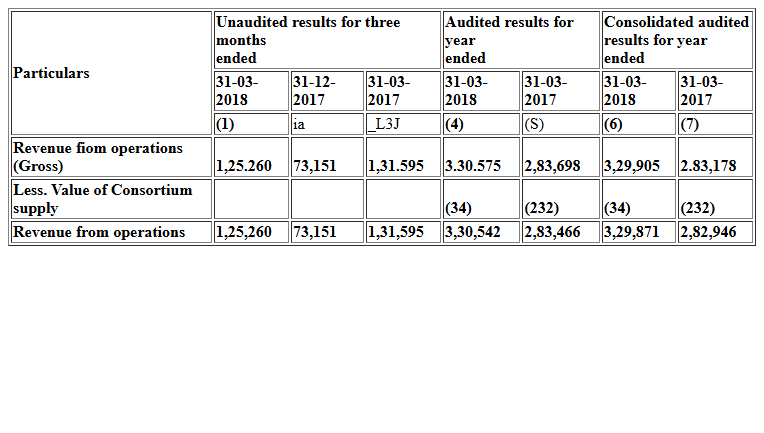 Particulars
Unaudited results for three months ended
Audited results for year ended
Consolidated audited results for year ended
31-03-2018 31-12-2017 31-03-2017 31-03-2018 31-03-2017 31-03-2018 31-03-2017
(1) ia _L3J (4) (S) (6) (7)
Revenue fiom operations (Gross) 1,25.260 73,151 1,31.595 3.30.575 2,83,698 3,29,905 2.83,178
Less. Value of Consortium supply (34) (232) (34) (232)
Revenue from operations 1,25,260 73,151 1,31,595 3,30,542 2,83,466 3,29,871 2,82,946